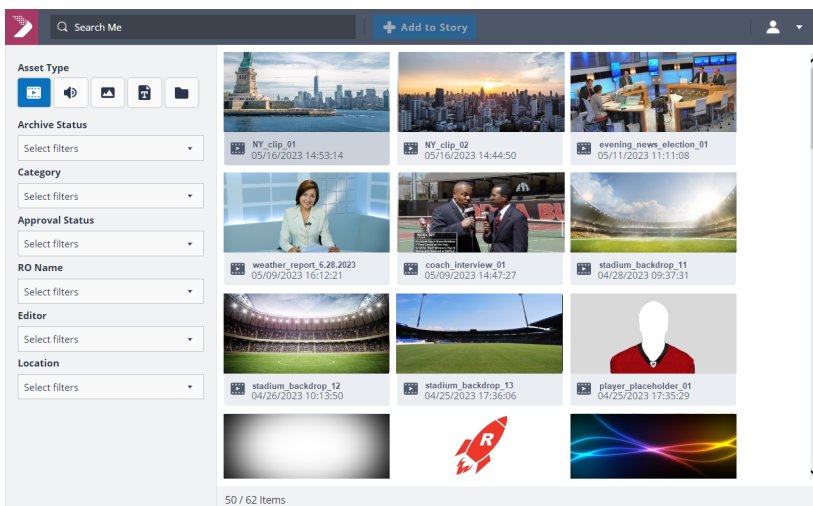 Search Me
Add to Story
Asset Type
Archive Status
Select filters
Category
Select filters
Approval Status
Select filters
RO Name
Select filters
Editor
Select filters
Location
Select filters
NY_clip_01
05/16/2023 14:53:14
NY_clip_02
05/16/2023 14:44:50
evening_news_election_01
05/11/2023 11:11:08
weather_report_6.28.2023
05/09/2023 16:12:21
coach_interview_01
05/09/2023 14:47:27
stadium_backdrop_11
04/28/2023 09:37:31
stadium_backdrop_12
04/26/2023 10:13:50
stadium_backdrop_13
04/25/2023 17:36:06
player_placeholder_01
04/25/2023 17:35:29
R
50 / 62 Items